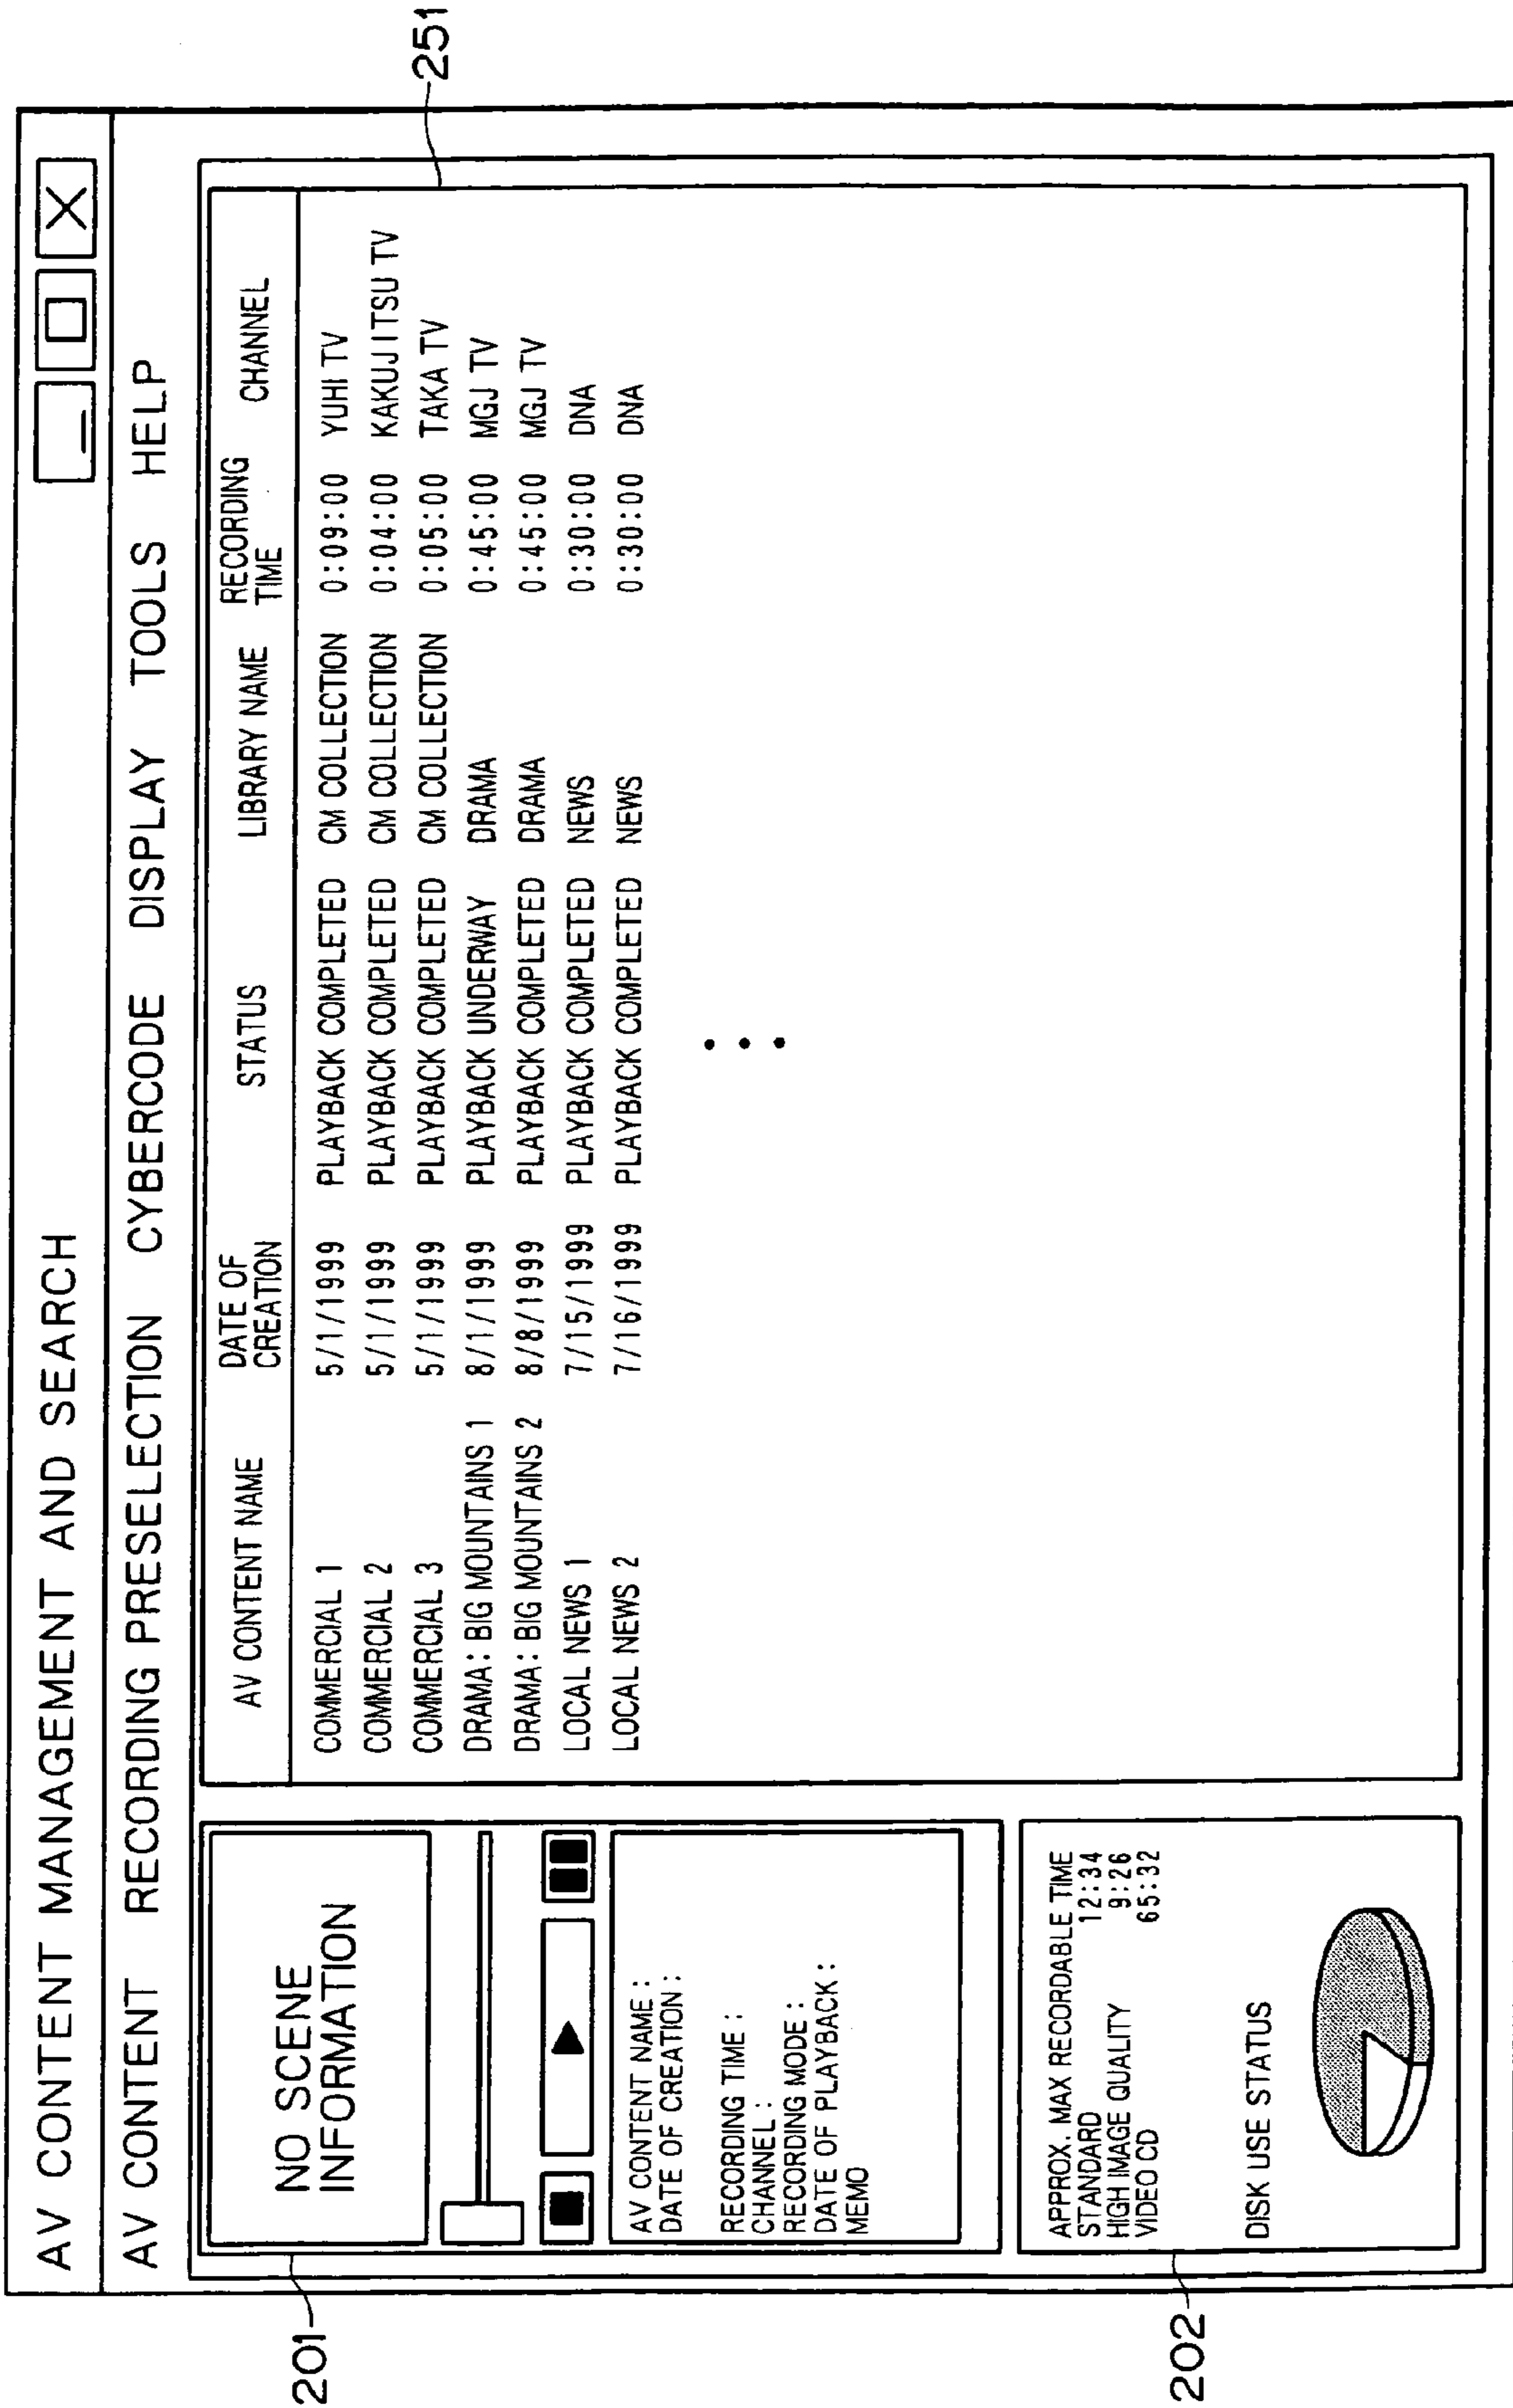 AV CONTENT MANAGEMENT AND SEARCH
AV CONTENT RECORDING PRESELECTION CYBERCODE DISPLAY TOOLS HELP
201
NO SCENE
INFORMATION
AV CONTENT NAME :
DATE OF CREATION :
RECORDING TIME :
CHANNEL :
RECORDING MODE :
DATE OF PLAYBACK :
MEMO
202
APPROX. MAX RECORDABLE TIME
STANDARD 12:34
HIGH IMAGE QUALITY 9:26
VIDEO CD 65:32
DISK USE STATUS
251
AV CONTENT NAME DATE OF CREATION STATUS LIBRARY NAME RECORDING TIME CHANNEL
COMMERCIAL 1 5/1/1999 PLAYBACK COMPLETED CM COLLECTION 0:09:00 YUHI TV
COMMERCIAL 2 5/1/1999 PLAYBACK COMPLETED CM COLLECTION 0:04:00 KAKUJITSU TV
COMMERCIAL 3 5/1/1999 PLAYBACK COMPLETED CM COLLECTION 0:05:00 TAKA TV
DRAMA: BIG MOUNTAINS 1 8/1/1999 PLAYBACK UNDERWAY DRAMA 0:45:00 MGJ TV
DRAMA: BIG MOUNTAINS 2 8/8/1999 PLAYBACK COMPLETED DRAMA 0:45:00 MGJ TV
LOCAL NEWS 1 7/15/1999 PLAYBACK COMPLETED NEWS 0:30:00 DNA
LOCAL NEWS 2 7/16/1999 PLAYBACK COMPLETED NEWS 0:30:00 DNA